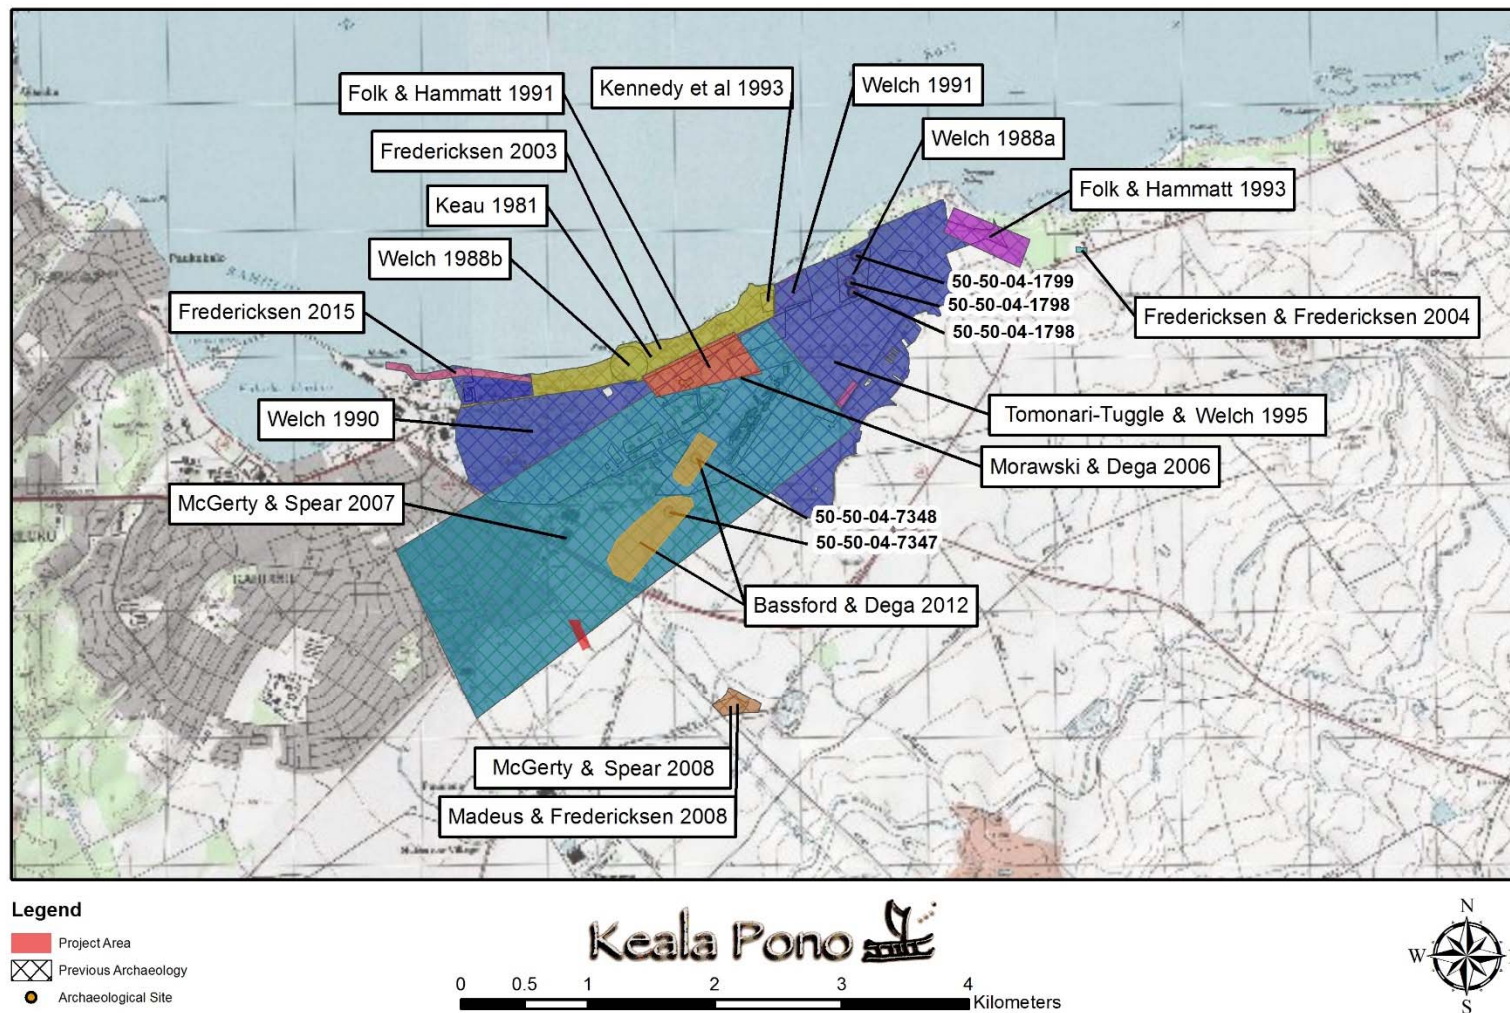 Folk & Hammatt 1991
Kennedy et al 1993
Welch 1991
Fredericksen 2003
Welch 1988a
Keau 1981
Folk & Hammatt 1993
Welch 1988b
50-50-04-1799
50-50-04-1798
50-50-04-1798
Fredericksen 2015
Fredericksen & Fredericksen 2004
Welch 1990
Tomonari-Tuggle & Welch 1995
Morawski & Dega 2006
McGerty & Spear 2007
50-50-04-7348
50-50-04-7347
Bassford & Dega 2012
McGerty & Spear 2008
Madeus & Fredericksen 2008
Legend
Project Area
Previous Archaeology
Archaeological Site
Keala Pono
0 0.5 1 2 3 4
Kilometers
N
W
S